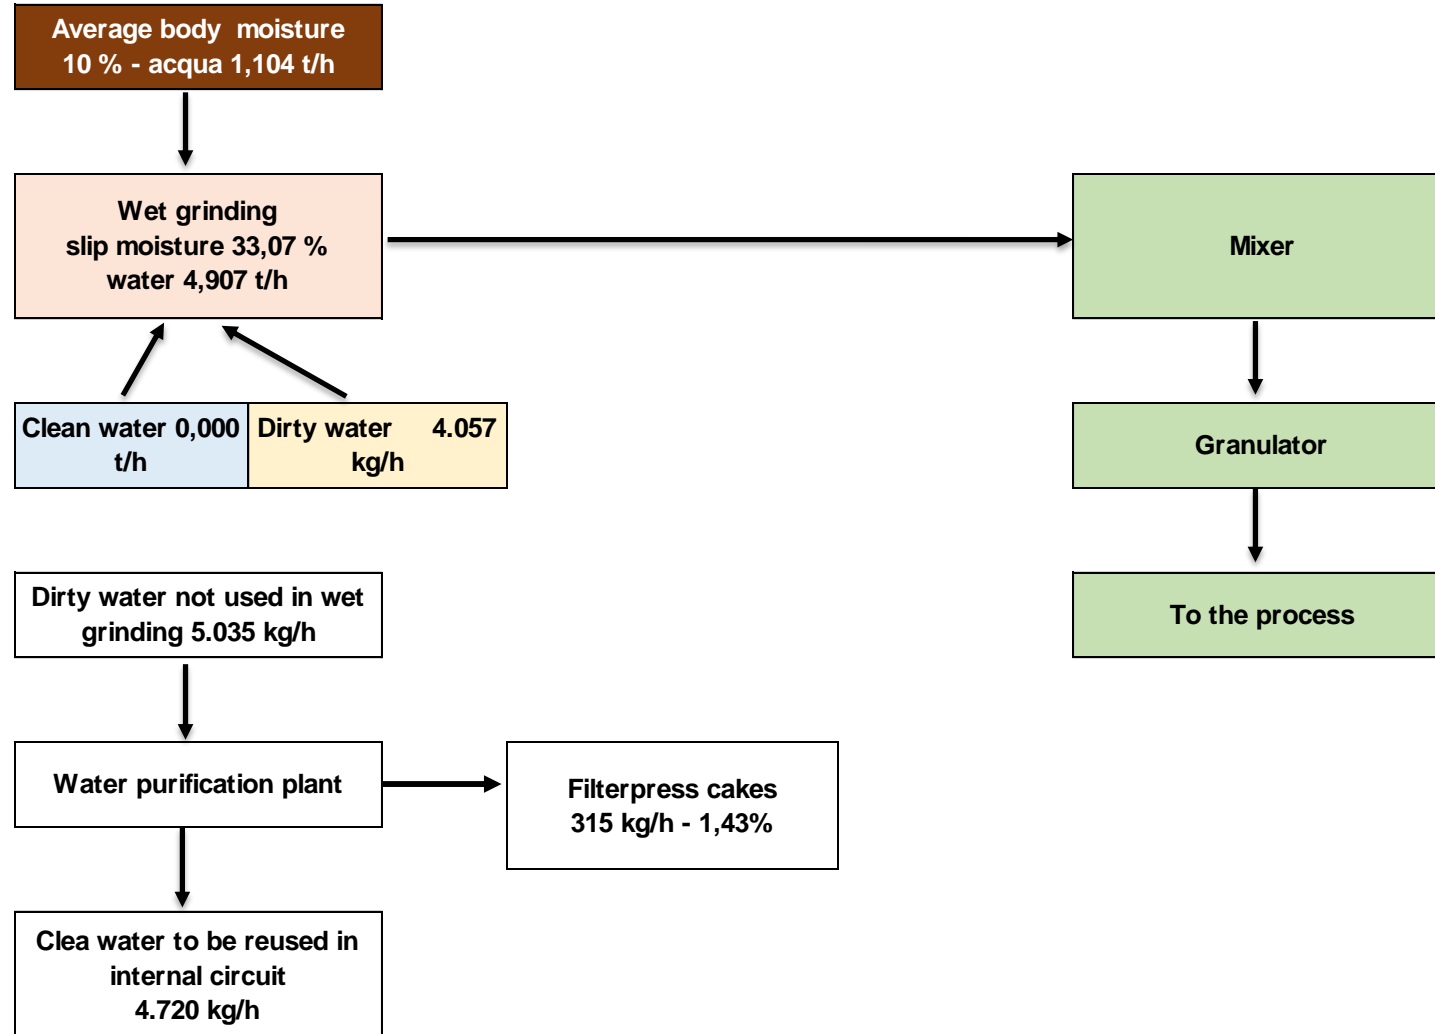 Average body moisture
10 % - acqua 1,104 t/h
Wet grinding
slip moisture 33,07 %
water 4,907 t/h
Mixer
Clean water 0,000
t/h
Dirty water 4.057
kg/h
Granulator
Dirty water not used in wet
grinding 5.035 kg/h
To the process
Water purification plant
Filterpress cakes
315 kg/h - 1,43%
Clea water to be reused in
internal circuit
4.720 kg/h